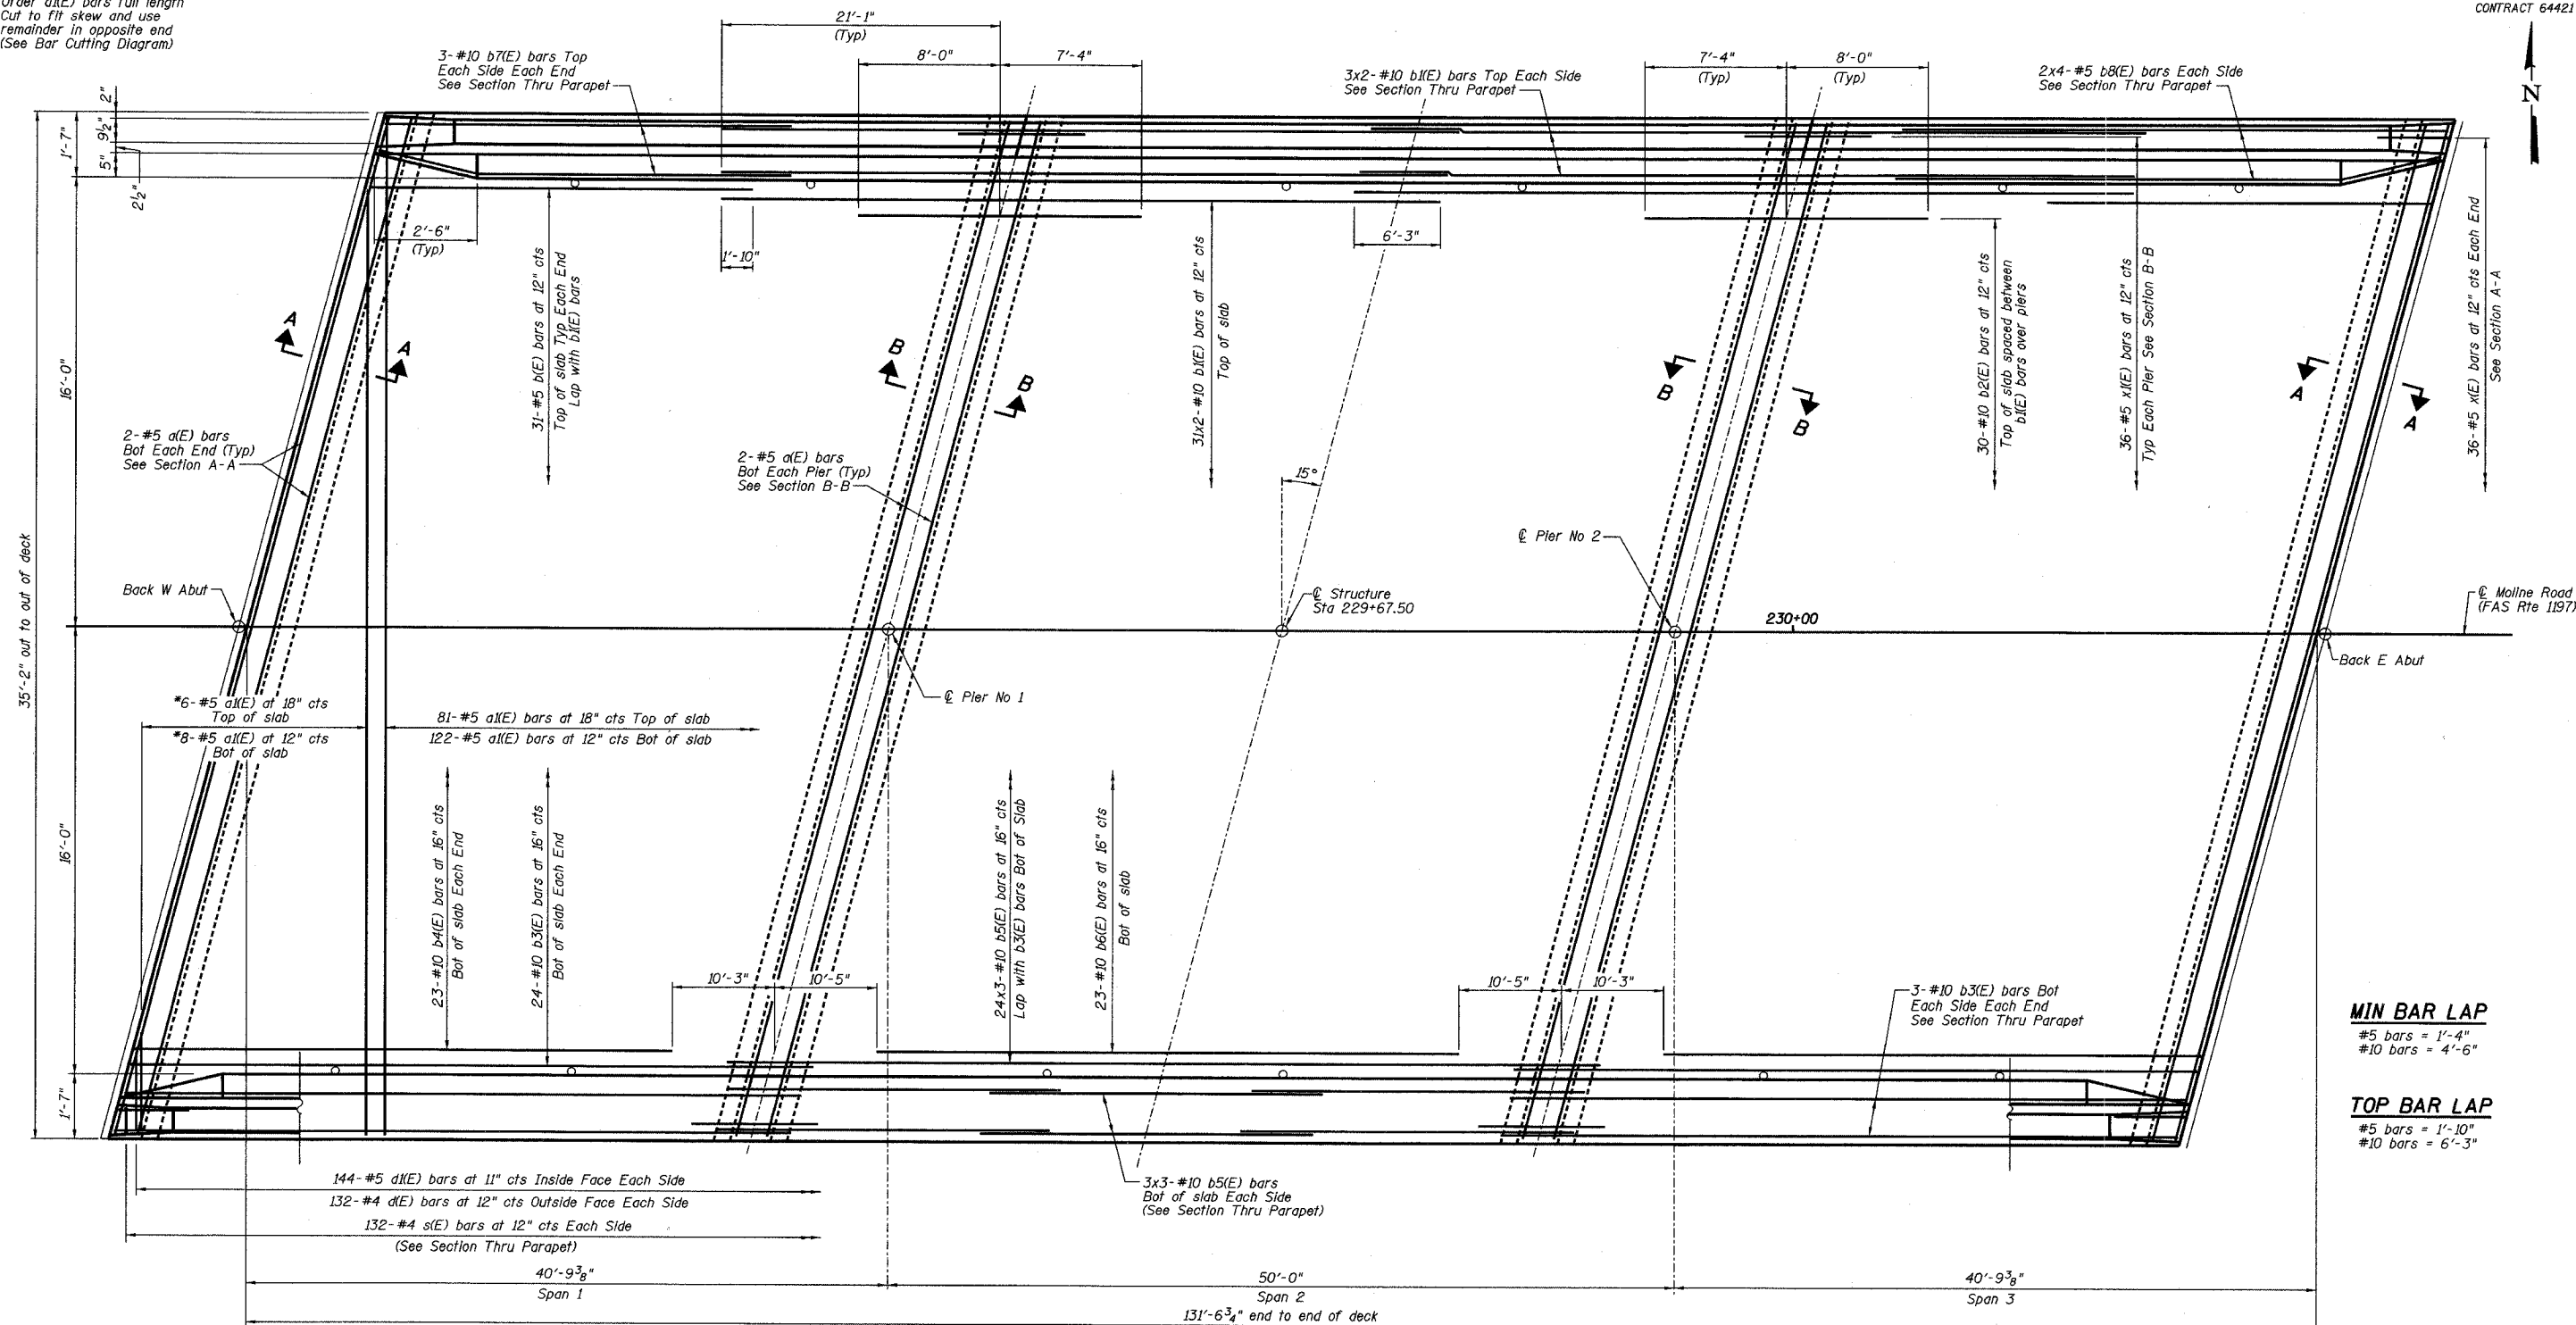 Order a1(E) bars full length
Cut to fit skew and use
remainder in opposite end
(See Bar Cutting Diagram)
CONTRACT 64421
N
3-#10 b7(E) bars Top
Each Side Each End
See Section Thru Parapet
21'-1"
(Typ)
8'-0"
7'-4"
3x2-#10 b1(E) bars Top Each Side
See Section Thru Parapet
7'-4"
(Typ)
8'-0"
(Typ)
2x4-#5 b8(E) bars Each Side
See Section Thru Parapet
2"
9½"
5"
2½"
1'-7"
2'-6"
(Typ)
1'-10"
6'-3"
16'-0"
35'-2" out to out of deck
31-#5 b(E) bars at 12" cts
Top of slab Typ Each End
Lap with b1(E) bars
31x2-#10 b1(E) bars at 12" cts
Top of slab
30-#10 b2(E) bars at 12" cts
Top of slab spaced between
b1(E) bars over piers
36-#5 x1(E) bars at 12" cts
Typ Each Pier See Section B-B
36-#5 x(E) bars at 12" cts Each End
See Section A-A
A
A
B
B
B
B
A
A
2-#5 a(E) bars
Bot Each End (Typ)
See Section A-A
2-#5 a(E) bars
Bot Each Pier (Typ)
See Section B-B
15°
℄ Pier No 2
Back W Abut
℄ Structure
Sta 229+67.50
230+00
℄ Moline Road
(FAS Rte 1197)
Back E Abut
℄ Pier No 1
*6-#5 a1(E) at 18" cts
Top of slab
*8-#5 a1(E) at 12" cts
Bot of slab
81-#5 a1(E) bars at 18" cts Top of slab
122-#5 a1(E) bars at 12" cts Bot of slab
16'-0"
1'-7"
23-#10 b4(E) bars at 16" cts
Bot of slab Each End
24-#10 b3(E) bars at 16" cts
Bot of slab Each End
24x3-#10 b5(E) bars at 16" cts
Lap with b3(E) bars Bot of Slab
23-#10 b6(E) bars at 16" cts
Bot of slab
10'-3"
10'-5"
10'-5"
10'-3"
3-#10 b3(E) bars Bot
Each Side Each End
See Section Thru Parapet
MIN BAR LAP
#5 bars = 1'-4"
#10 bars = 4'-6"
TOP BAR LAP
#5 bars = 1'-10"
#10 bars = 6'-3"
144-#5 d1(E) bars at 11" cts Inside Face Each Side
132-#4 d(E) bars at 12" cts Outside Face Each Side
132-#4 s(E) bars at 12" cts Each Side
(See Section Thru Parapet)
3x3-#10 b5(E) bars
Bot of slab Each Side
(See Section Thru Parapet)
40'-9⅜"
Span 1
50'-0"
Span 2
40'-9⅜"
Span 3
131'-6¾" end to end of deck